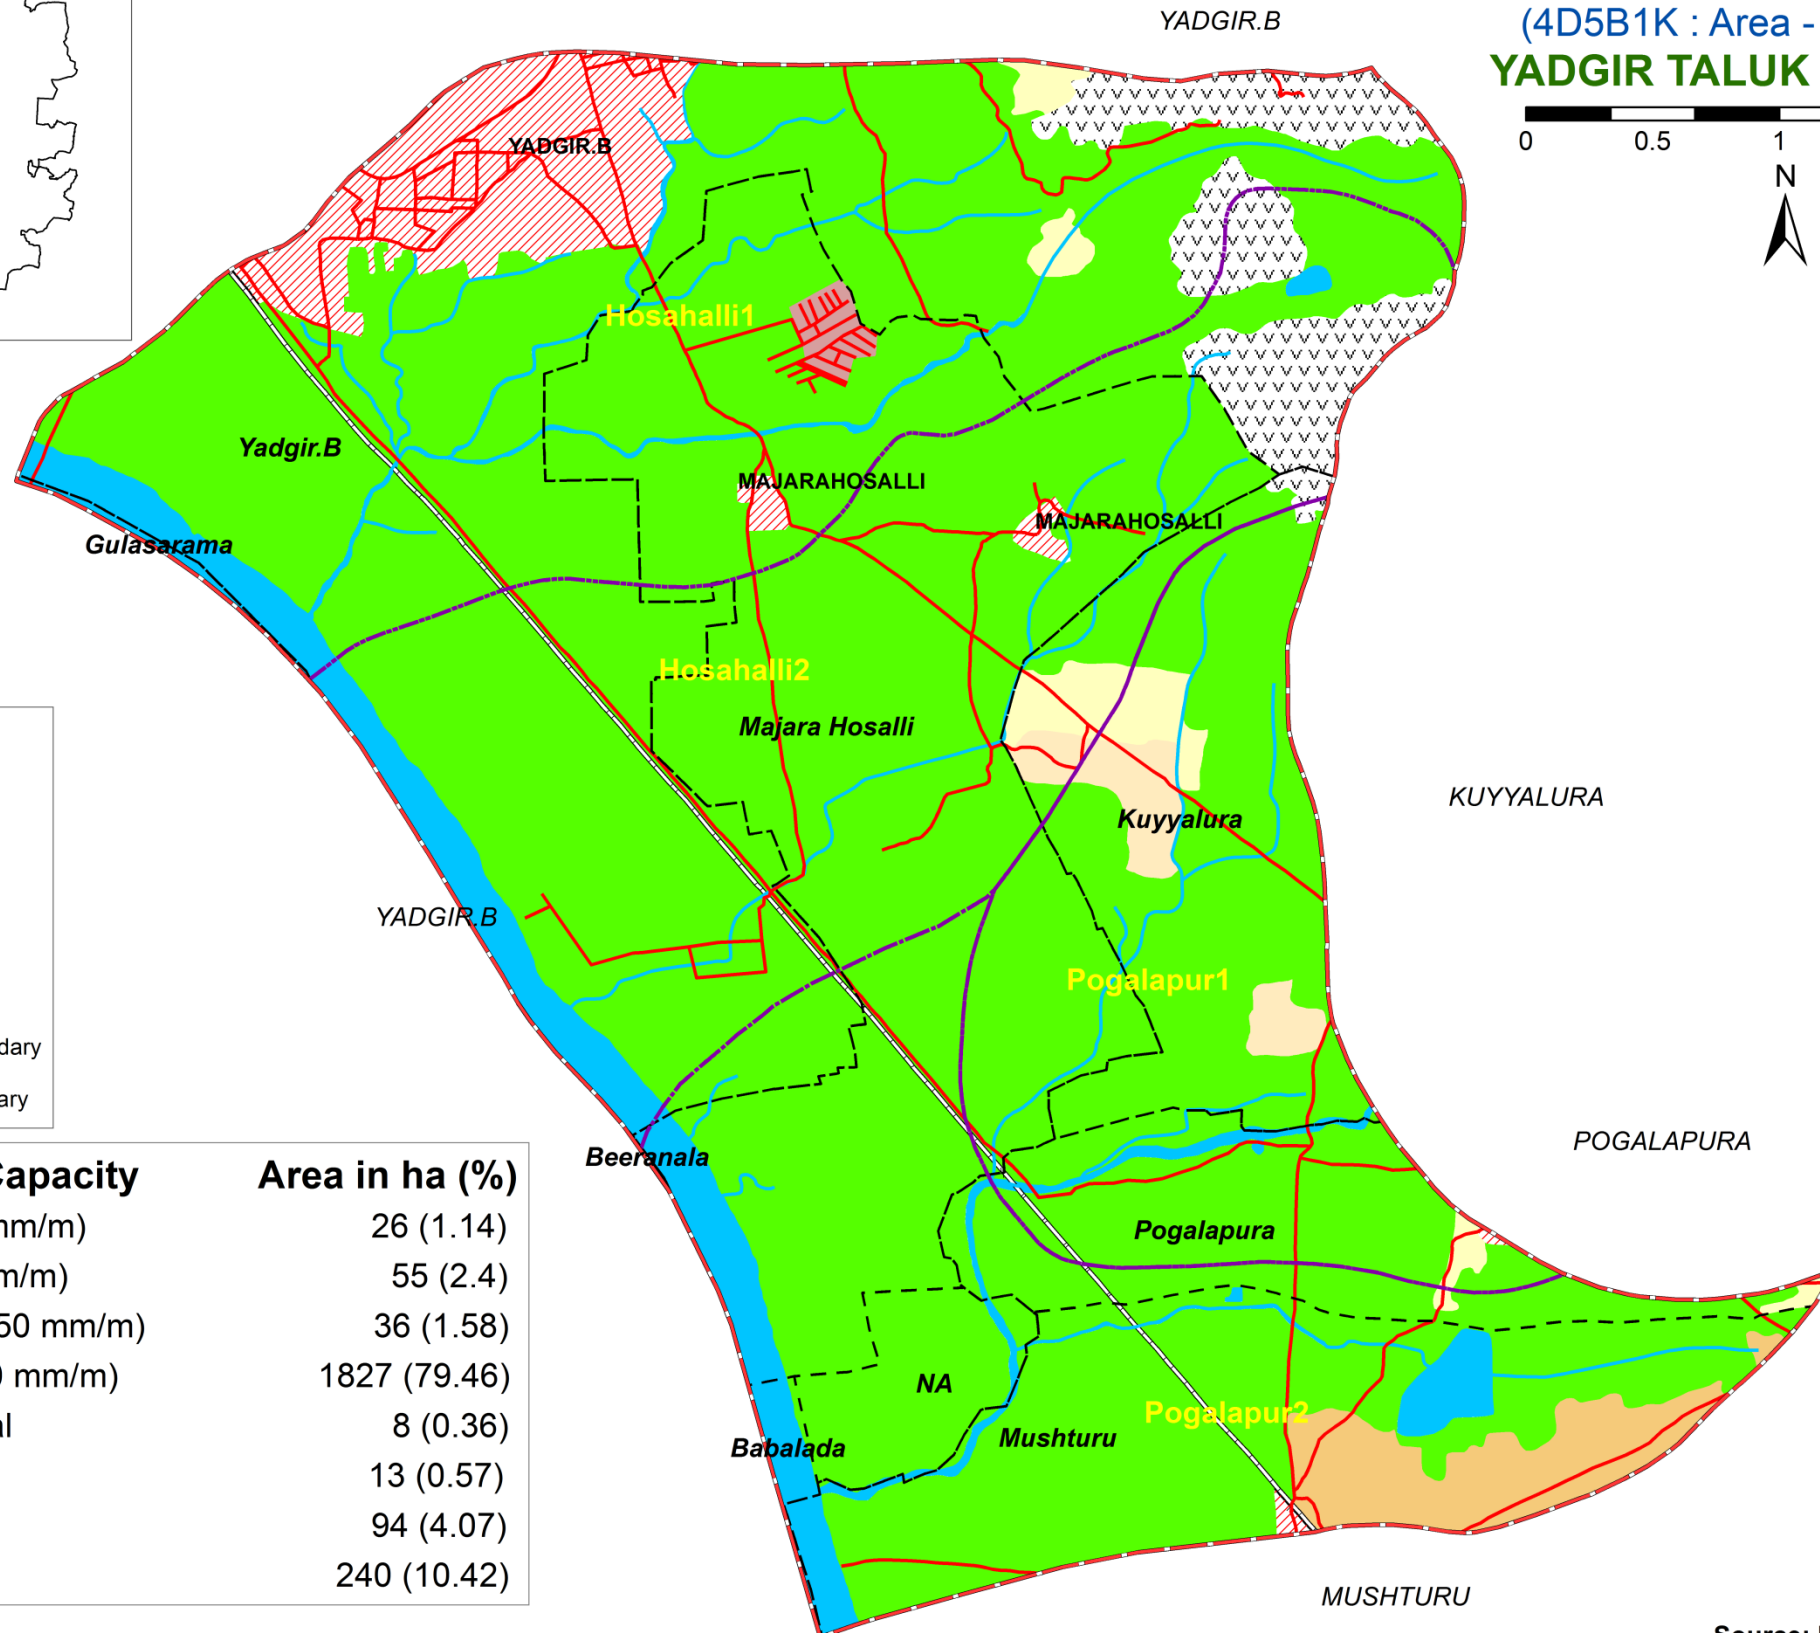 YADGIR.B
(4D5B1K : Area -
YADGIR TALUK
0 0.5 1
N
YADGIR.B
Hosahalli1
Yadgir.B
MAJARAHOSALLI
MAJARAHOSALLI
Gulasarama
Hosahalli2
Majara Hosalli
KUYYALURA
Kuyyalura
YADGIR.B
Pogalapur1
dary
ary
POGALAPURA
Beeranala
Capacity Area in ha (%)
mm/m) 26 (1.14)
m/m) 55 (2.4)
50 mm/m) 36 (1.58)
0 mm/m) 1827 (79.46)
al 8 (0.36)
13 (0.57)
94 (4.07)
240 (10.42)
Pogalapura
NA
Pogalapur2
Mushturu
Babalada
MUSHTURU
Source: